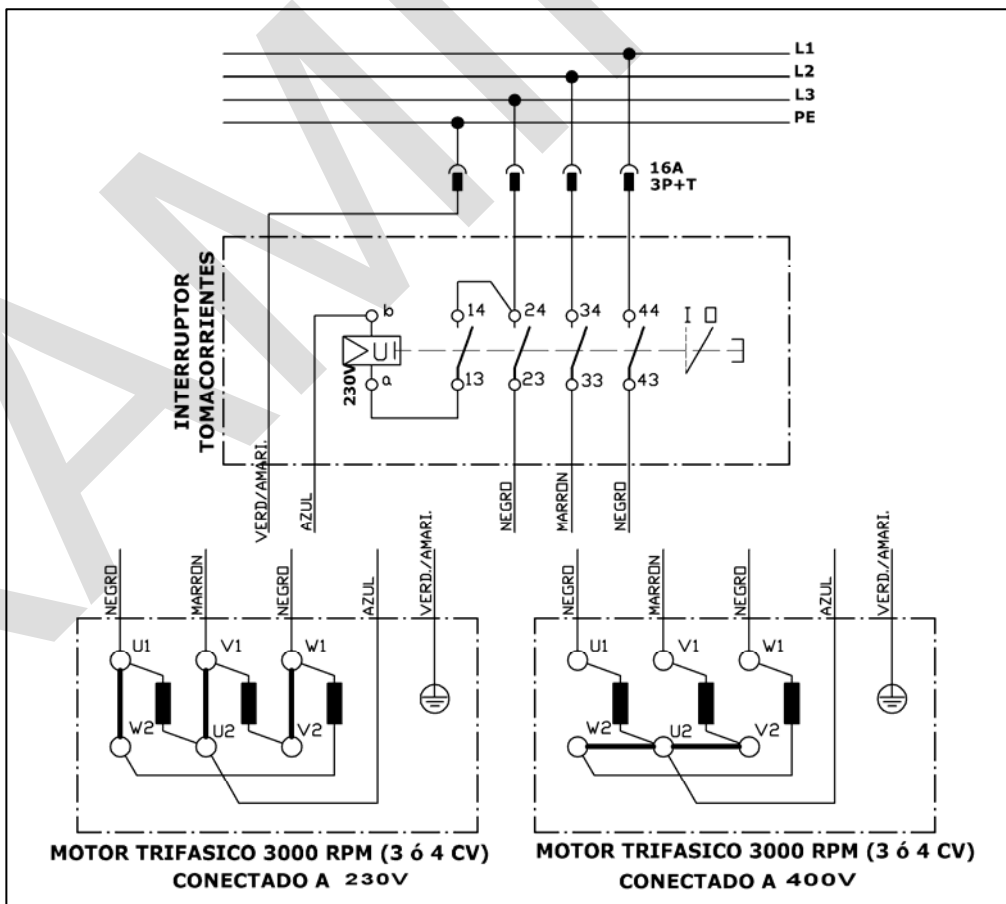 L1
L2
L3
PE
16A
3P+T
INTERRUPTOR
TOMACORRIENTES
b
14
24
34
44
I O
U
230V
a
13
23
33
43
VERD/AMARI.
AZUL
NEGRO
MARRON
NEGRO
NEGRO
MARRON
NEGRO
AZUL
VERD./AMARI.
U1
V1
W1
W2
U2
V2
NEGRO
MARRON
NEGRO
AZUL
VERD./AMARI.
U1
V1
W1
W2
U2
V2
MOTOR TRIFASICO 3000 RPM (3 ó 4 CV)
CONECTADO A 230V
MOTOR TRIFASICO 3000 RPM (3 ó 4 CV)
CONECTADO A 400V